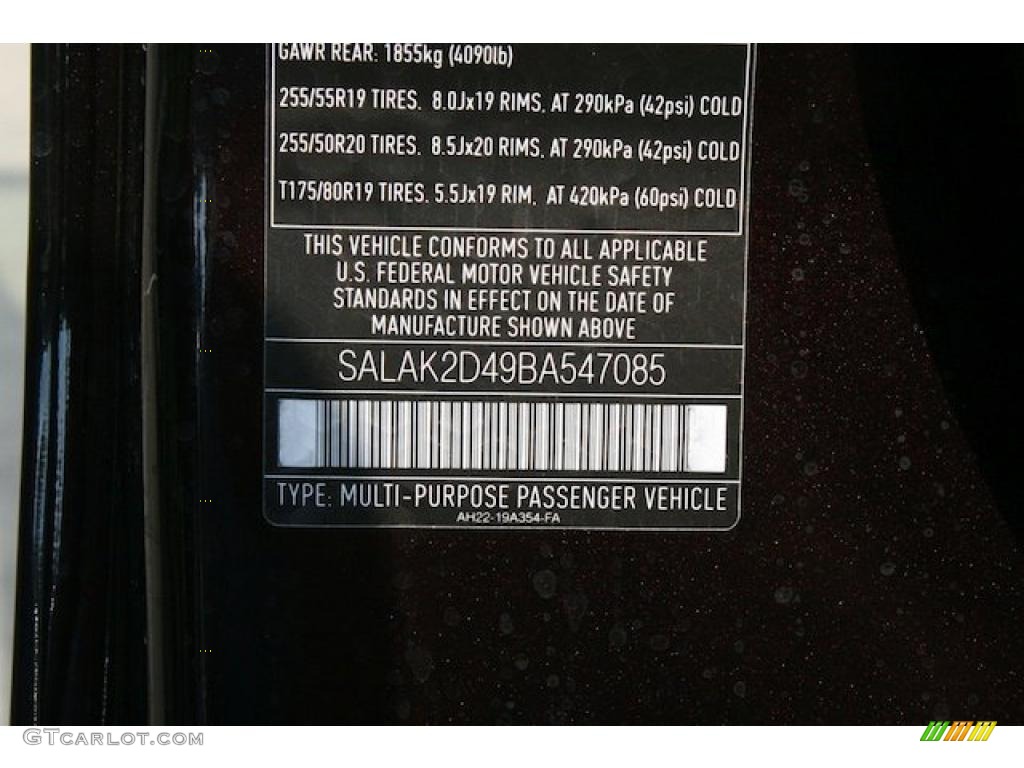 GAWR REAR: 1855kg (4090lb)
255/55R19 TIRES. 8.0Jx19 RIMS. AT 290kPa (42psi) COLD
255/50R20 TIRES. 8.5Jx20 RIMS. AT 290kPa (42psi) COLD
T175/80R19 TIRES. 5.5Jx19 RIM. AT 420kPa (60psi) COLD
THIS VEHICLE CONFORMS TO ALL APPLICABLE
U.S. FEDERAL MOTOR VEHICLE SAFETY
STANDARDS IN EFFECT ON THE DATE OF
MANUFACTURE SHOWN ABOVE
SALAK2D49BA547085
TYPE: MULTI-PURPOSE PASSENGER VEHICLE
AH22-19A354-FA
GTCarLot.com